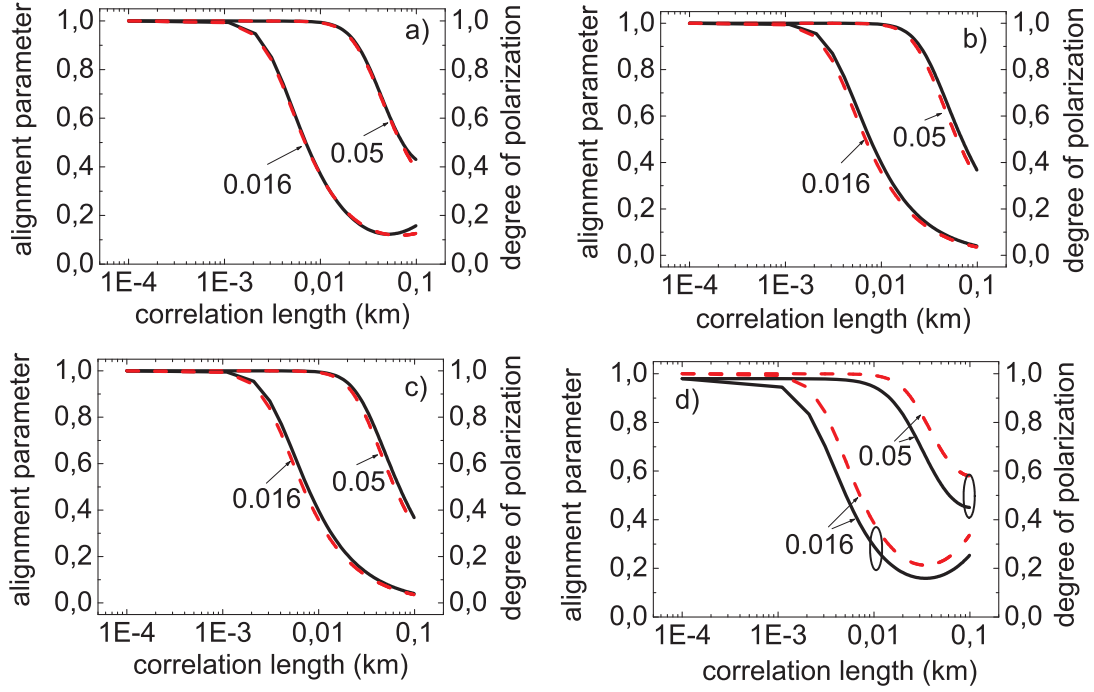 a)
alignment parameter
1,0
0,8
0,6
0,4
0,2
0,0
0.05
0.016
1,0
0,8
0,6
0,4
0,2
0,0
degree of polarization
1E-4 1E-3 0,01 0,1
correlation length (km)
b)
alignment parameter
1,0
0,8
0,6
0,4
0,2
0,0
0.05
0.016
1,0
0,8
0,6
0,4
0,2
0,0
degree of polarization
1E-4 1E-3 0,01 0,1
correlation length (km)
c)
alignment parameter
1,0
0,8
0,6
0,4
0,2
0,0
0.05
0.016
1,0
0,8
0,6
0,4
0,2
0,0
degree of polarization
1E-4 1E-3 0,01 0,1
correlation length (km)
d)
alignment parameter
1,0
0,8
0,6
0,4
0,2
0,0
0.05
0.016
1,0
0,8
0,6
0,4
0,2
0,0
degree of polarization
1E-4 1E-3 0,01 0,1
correlation length (km)